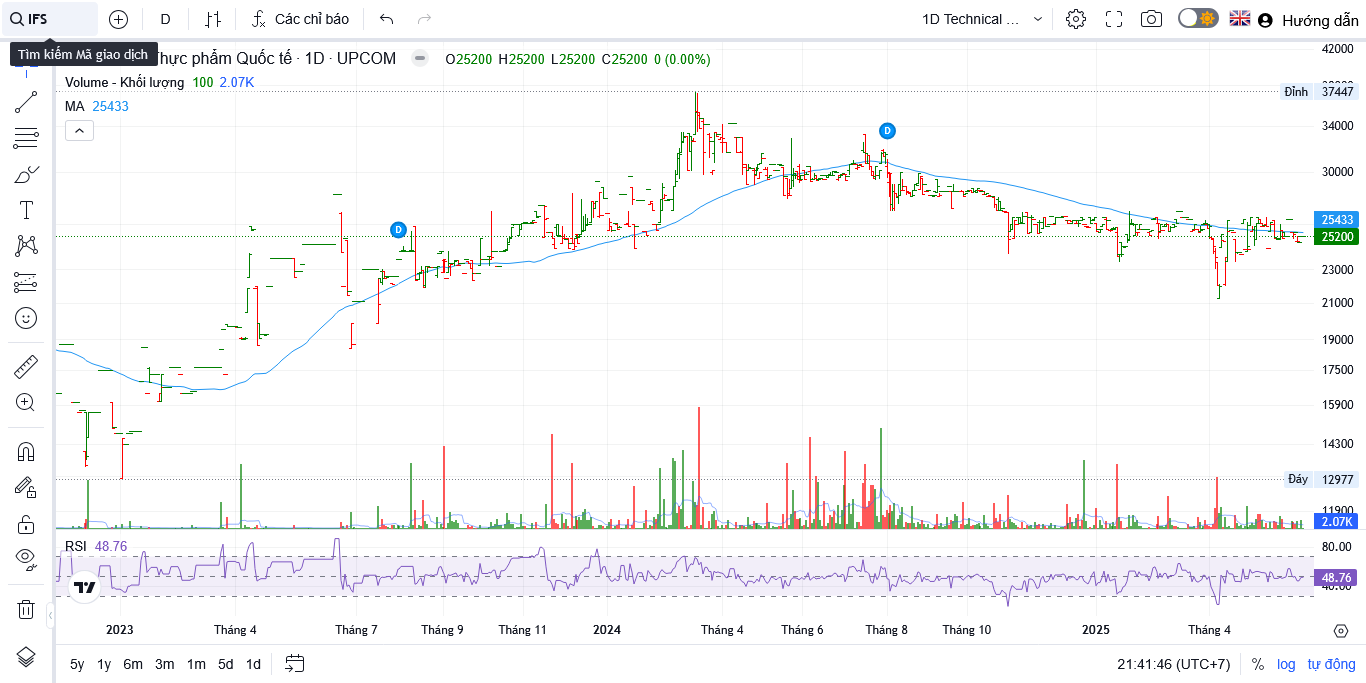 IFS
D
Các chỉ báo
1D Technical ...
Hướng dẫn
Tìm kiếm Mã giao dịch
Thực phẩm Quốc tế · 1D · UPCOM
O25200 H25200 L25200 C25200 0 (0.00%)
Volume - Khối lượng 100 2.07K
MA 25433
D
D
42000
Đỉnh 37447
34000
30000
25433
25200
23000
21000
19000
17500
15900
14300
Đáy 12977
11900
2.07K
RSI 48.76
80.00
48.76
40.00
2023 Tháng 4 Tháng 7 Tháng 9 Tháng 11 2024 Tháng 4 Tháng 6 Tháng 8 Tháng 10 2025 Tháng 4
5y 1y 6m 3m 1m 5d 1d
21:41:46 (UTC+7) % log tự động